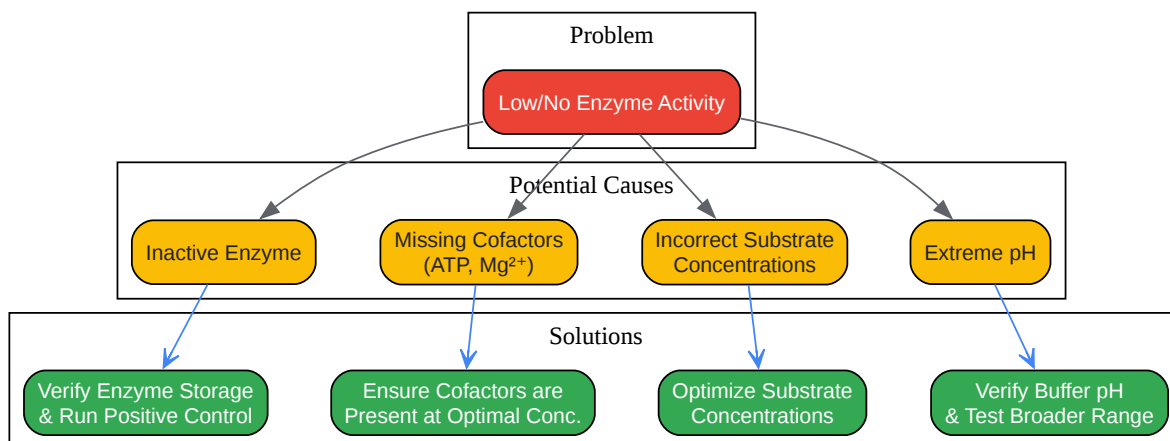 Problem
Low/No Enzyme Activity
Potential Causes
Inactive Enzyme
Missing Cofactors
(ATP, Mg²⁺)
Incorrect Substrate
Concentrations
Extreme pH
Solutions
Verify Enzyme Storage
& Run Positive Control
Ensure Cofactors are
Present at Optimal Conc.
Optimize Substrate
Concentrations
Verify Buffer pH
& Test Broader Range